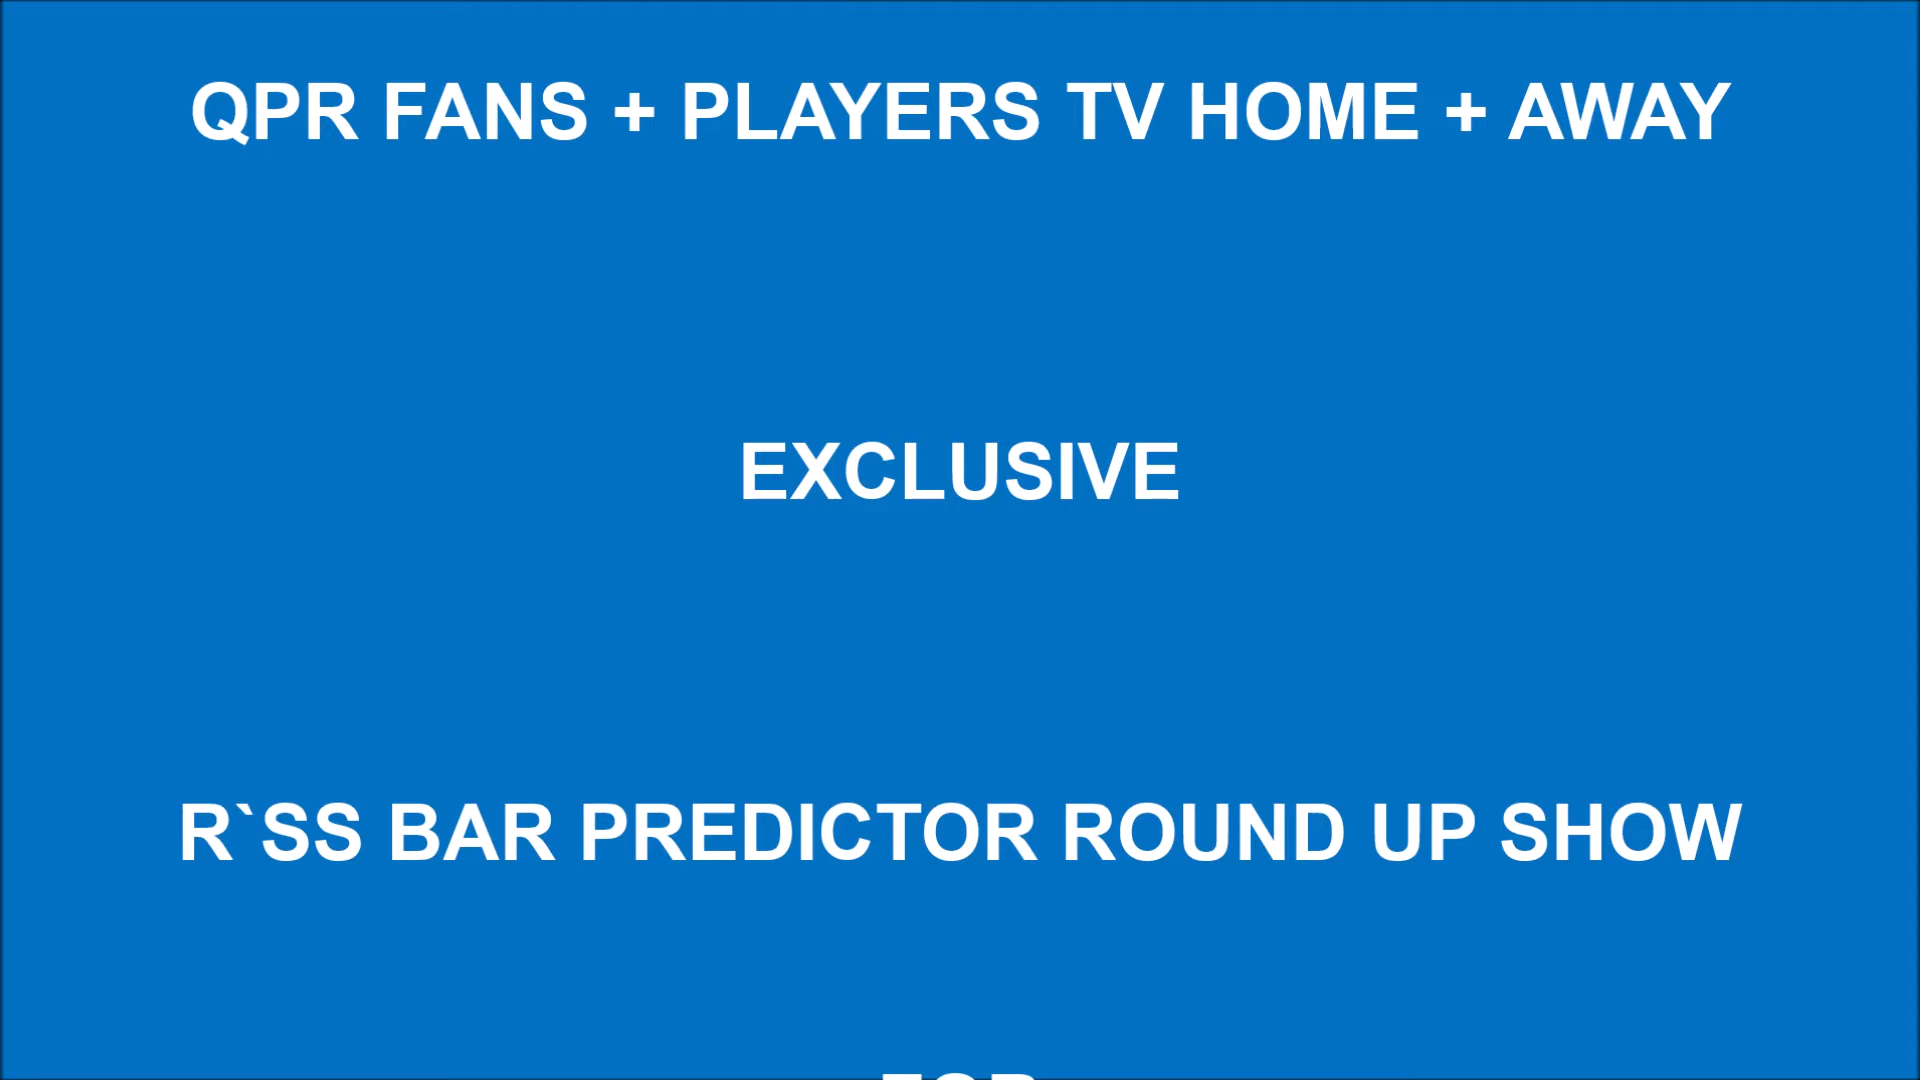 QPR FANS + PLAYERS TV HOME + AWAY
EXCLUSIVE
R`SS BAR PREDICTOR ROUND UP SHOW